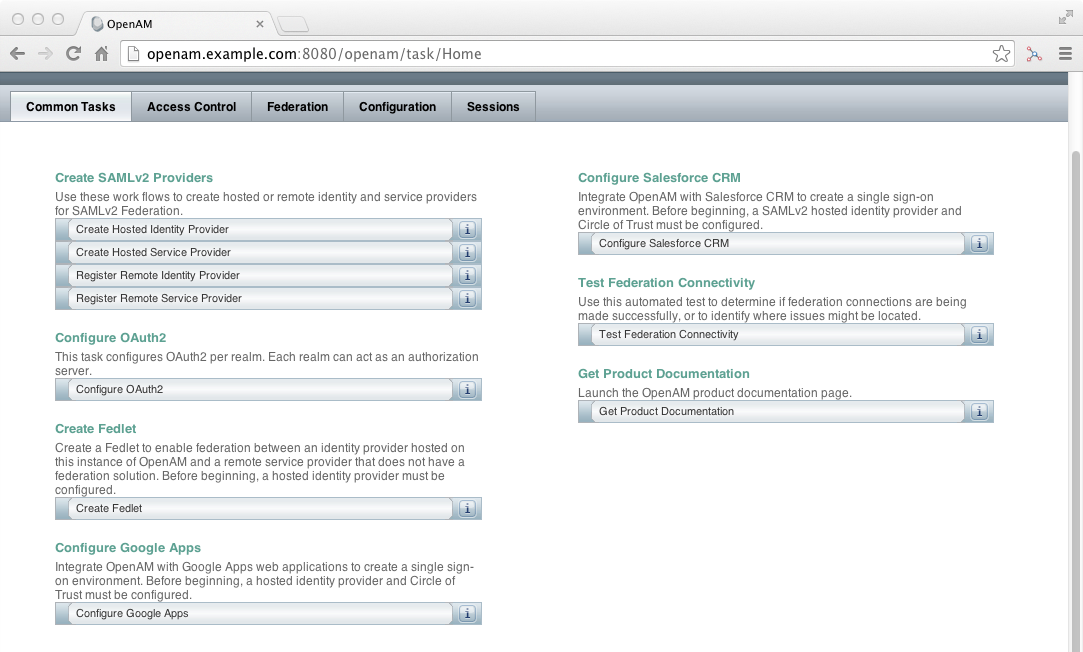 OpenAM
openam.example.com:8080/openam/task/Home
Common Tasks Access Control Federation Configuration Sessions
Create SAMLv2 Providers
Use these work flows to create hosted or remote identity and service providers
for SAMLv2 Federation.
Create Hosted Identity Provider
Create Hosted Service Provider
Register Remote Identity Provider
Register Remote Service Provider
Configure OAuth2
This task configures OAuth2 per realm. Each realm can act as an authorization
server.
Configure OAuth2
Create Fedlet
Create a Fedlet to enable federation between an identity provider hosted on
this instance of OpenAM and a remote service provider that does not have a
federation solution. Before beginning, a hosted identity provider must be
configured.
Create Fedlet
Configure Google Apps
Integrate OpenAM with Google Apps web applications to create a single sign-
on environment. Before beginning, a hosted identity provider and Circle of
Trust must be configured.
Configure Google Apps
Configure Salesforce CRM
Integrate OpenAM with Salesforce CRM to create a single sign-on
environment. Before beginning, a SAMLv2 hosted identity provider and
Circle of Trust must be configured.
Configure Salesforce CRM
Test Federation Connectivity
Use this automated test to determine if federation connections are being
made successfully, or to identify where issues might be located.
Test Federation Connectivity
Get Product Documentation
Launch the OpenAM product documentation page.
Get Product Documentation